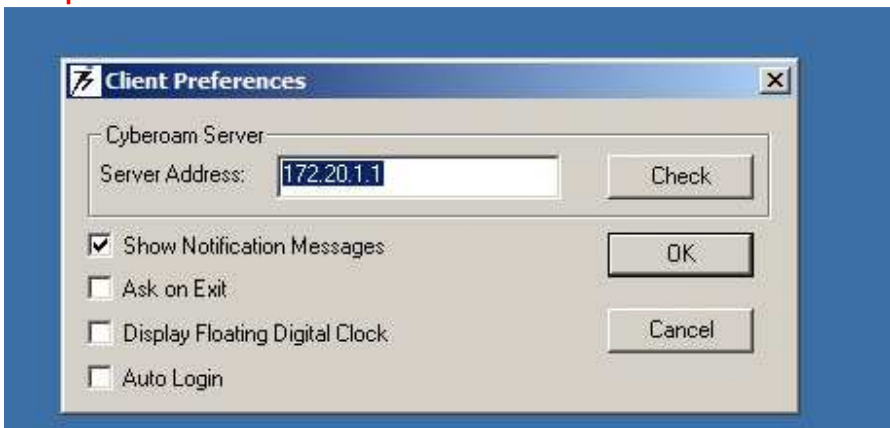 Client Preferences
Cyberoam Server
Server Address: 172.20.1.1 Check
Show Notification Messages
OK
Ask on Exit
Display Floating Digital Clock
Cancel
Auto Login